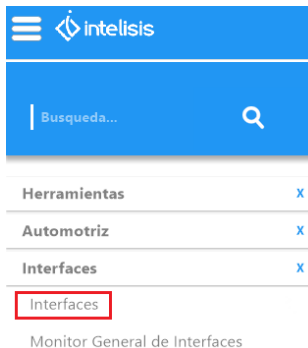 intelisis
Busqueda...
Herramientas x
Automotriz x
Interfaces x
Interfaces
Monitor General de Interfaces